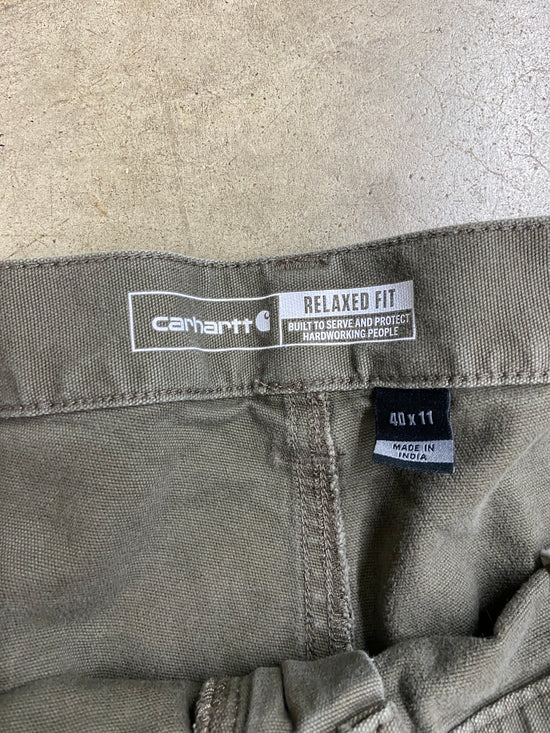 carhartt
RELAXED FIT
BUILT TO SERVE AND PROTECT
HARDWORKING PEOPLE
40 x 11
MADE IN
INDIA